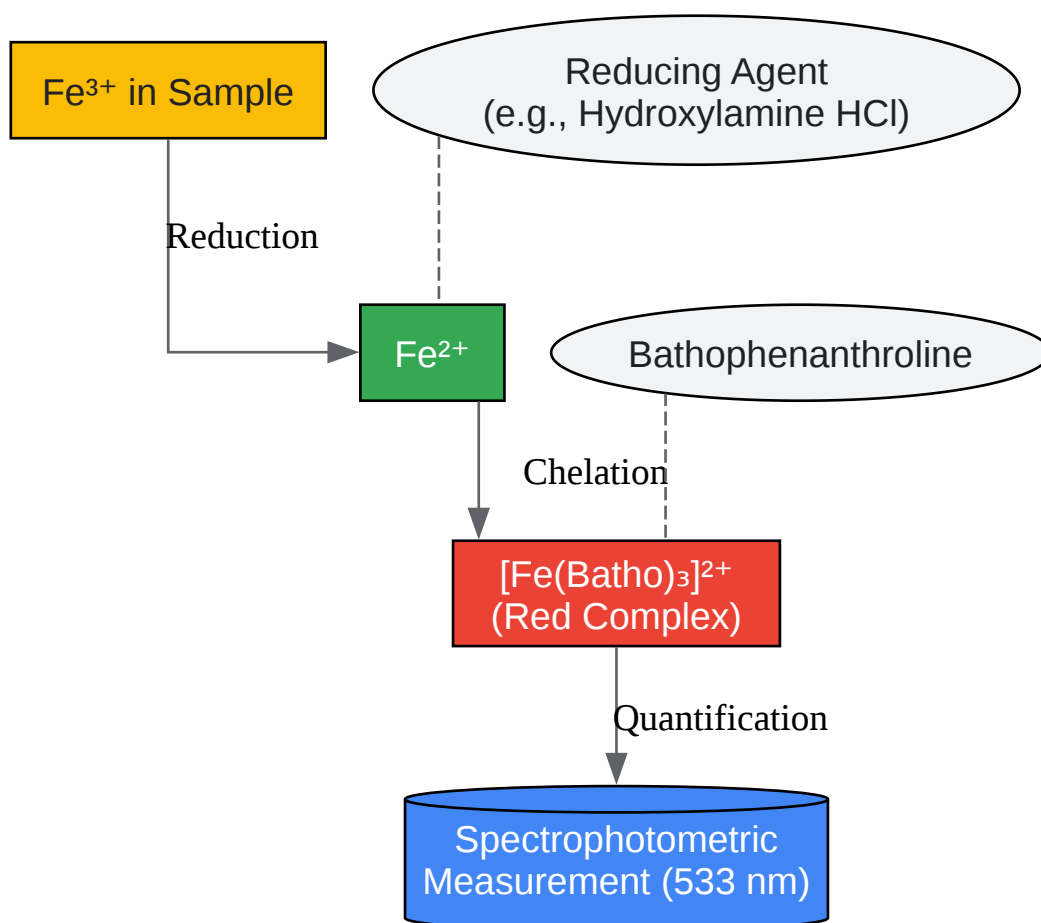 Fe³⁺ in Sample
Reducing Agent
(e.g., Hydroxylamine HCl)
Reduction
Fe²⁺
Bathophenanthroline
Chelation
[Fe(Batho)₃]²⁺
(Red Complex)
Quantification
Spectrophotometric
Measurement (533 nm)